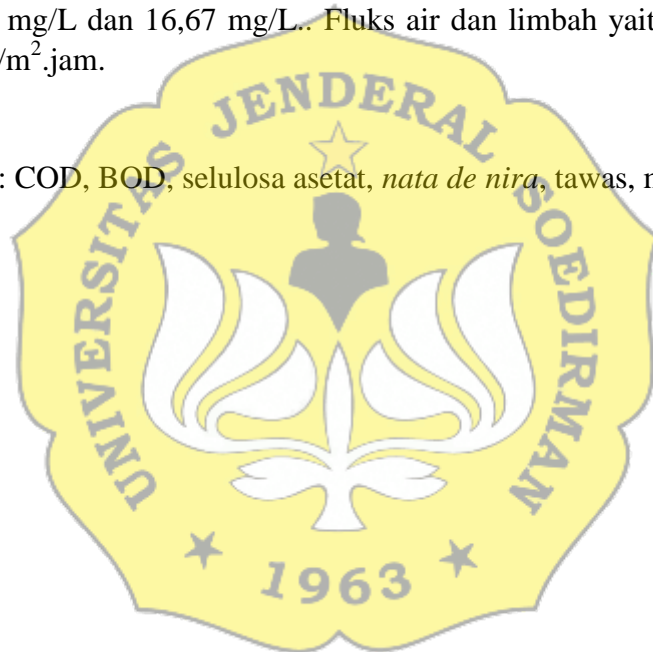 mg/L dan 16,67 mg/L.. Fluks air dan limbah yait
/m².jam.
: COD, BOD, selulosa asetat, nata de nira, tawas,
UNIVERSITAS JENDERAL SOEDIRMAN
★ 1963 ★